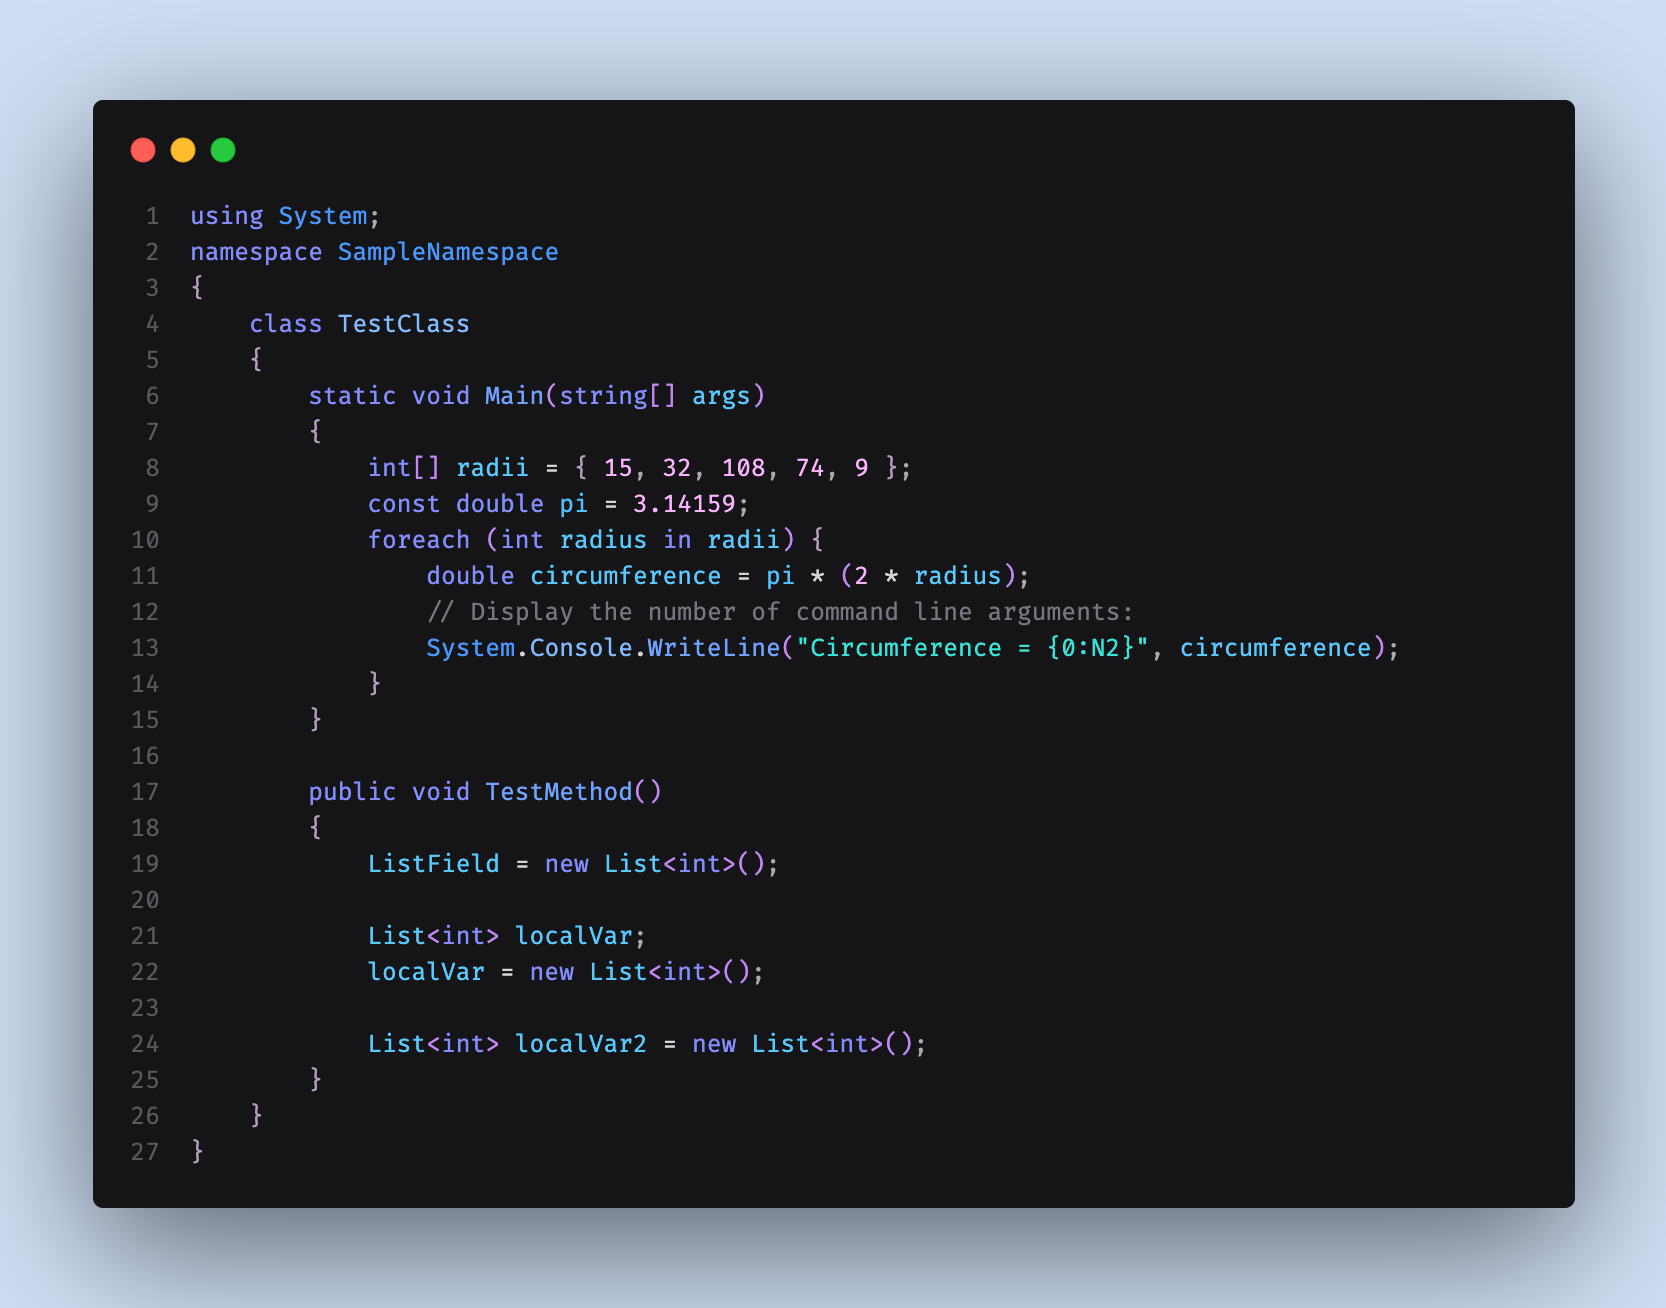 1 using System;
2 namespace SampleNamespace
3 {
4     class TestClass
5     {
6         static void Main(string[] args)
7         {
8             int[] radii = { 15, 32, 108, 74, 9 };
9             const double pi = 3.14159;
10             foreach (int radius in radii) {
11                 double circumference = pi * (2 * radius);
12                 // Display the number of command line arguments:
13                 System.Console.WriteLine("Circumference = {0:N2}", circumference);
14             }
15         }
16
17         public void TestMethod()
18         {
19             ListField = new List<int>();
20
21             List<int> localVar;
22             localVar = new List<int>();
23
24             List<int> localVar2 = new List<int>();
25         }
26     }
27 }